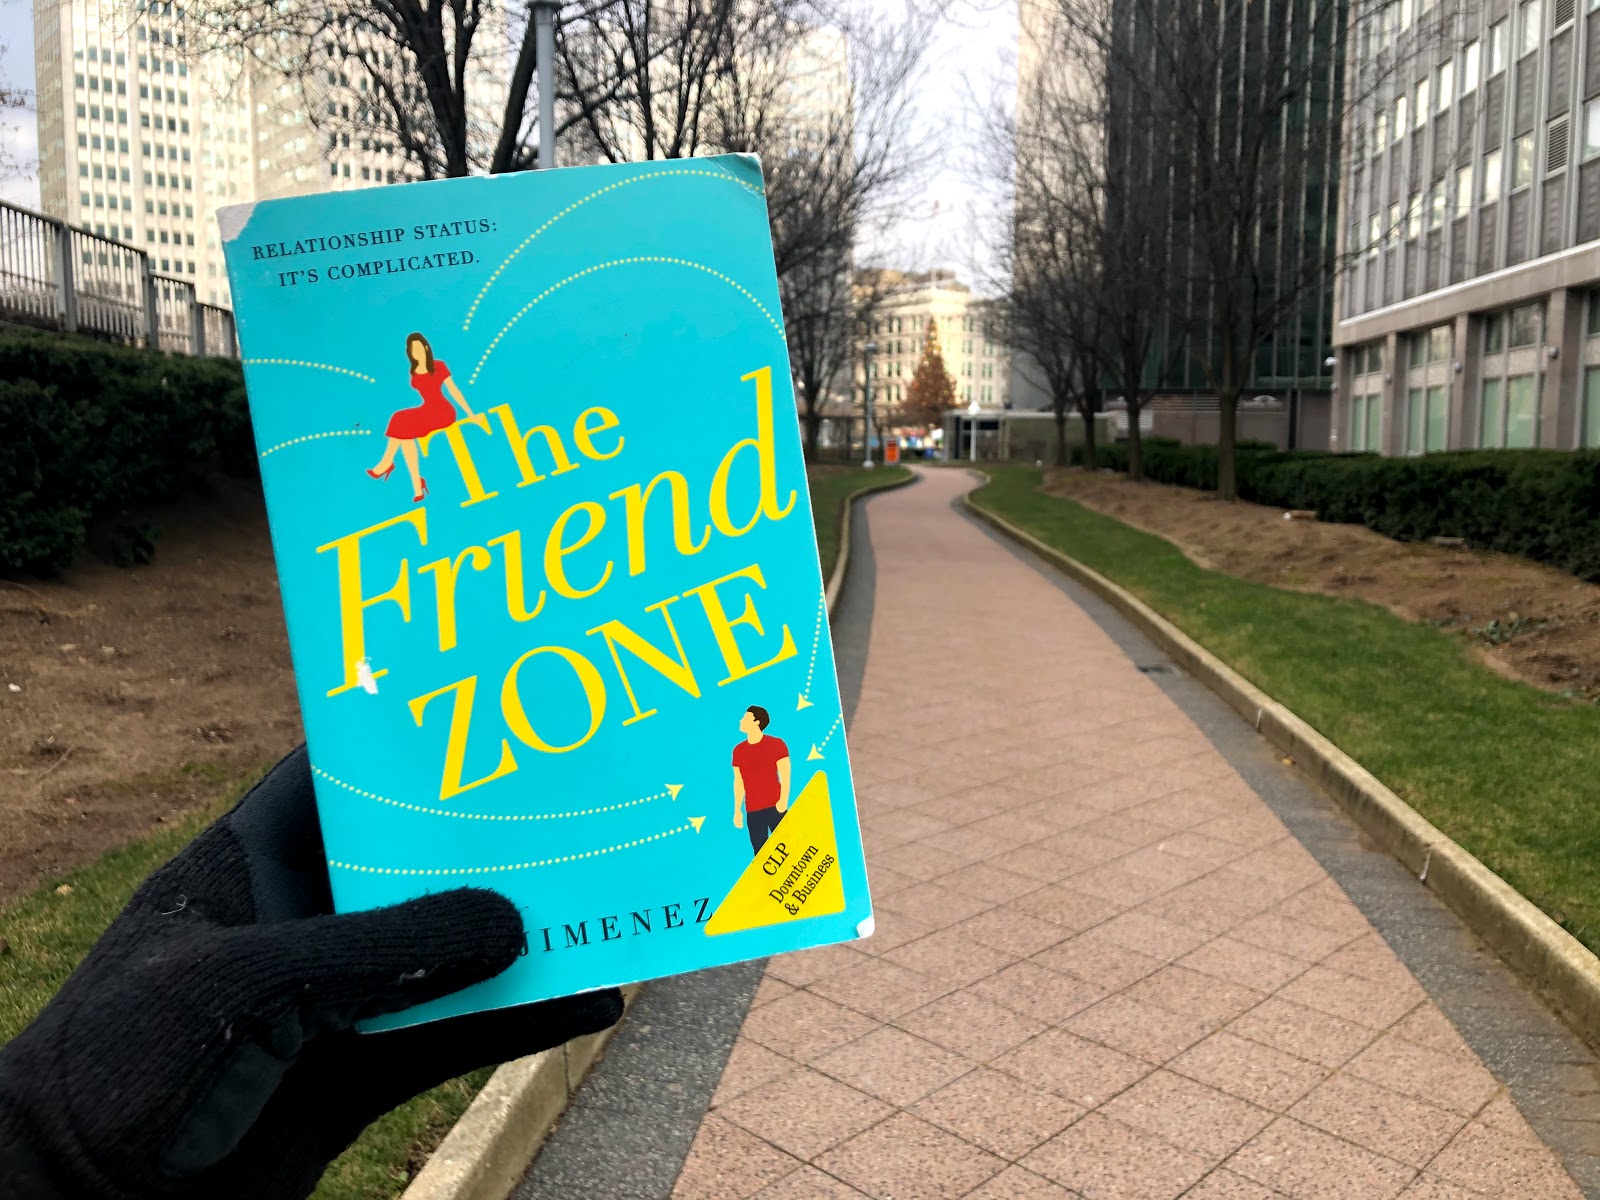 RELATIONSHIP STATUS:
IT'S COMPLICATED.
The
Friend
ZONE
JIMENEZ
CLP
Downtown
& Business